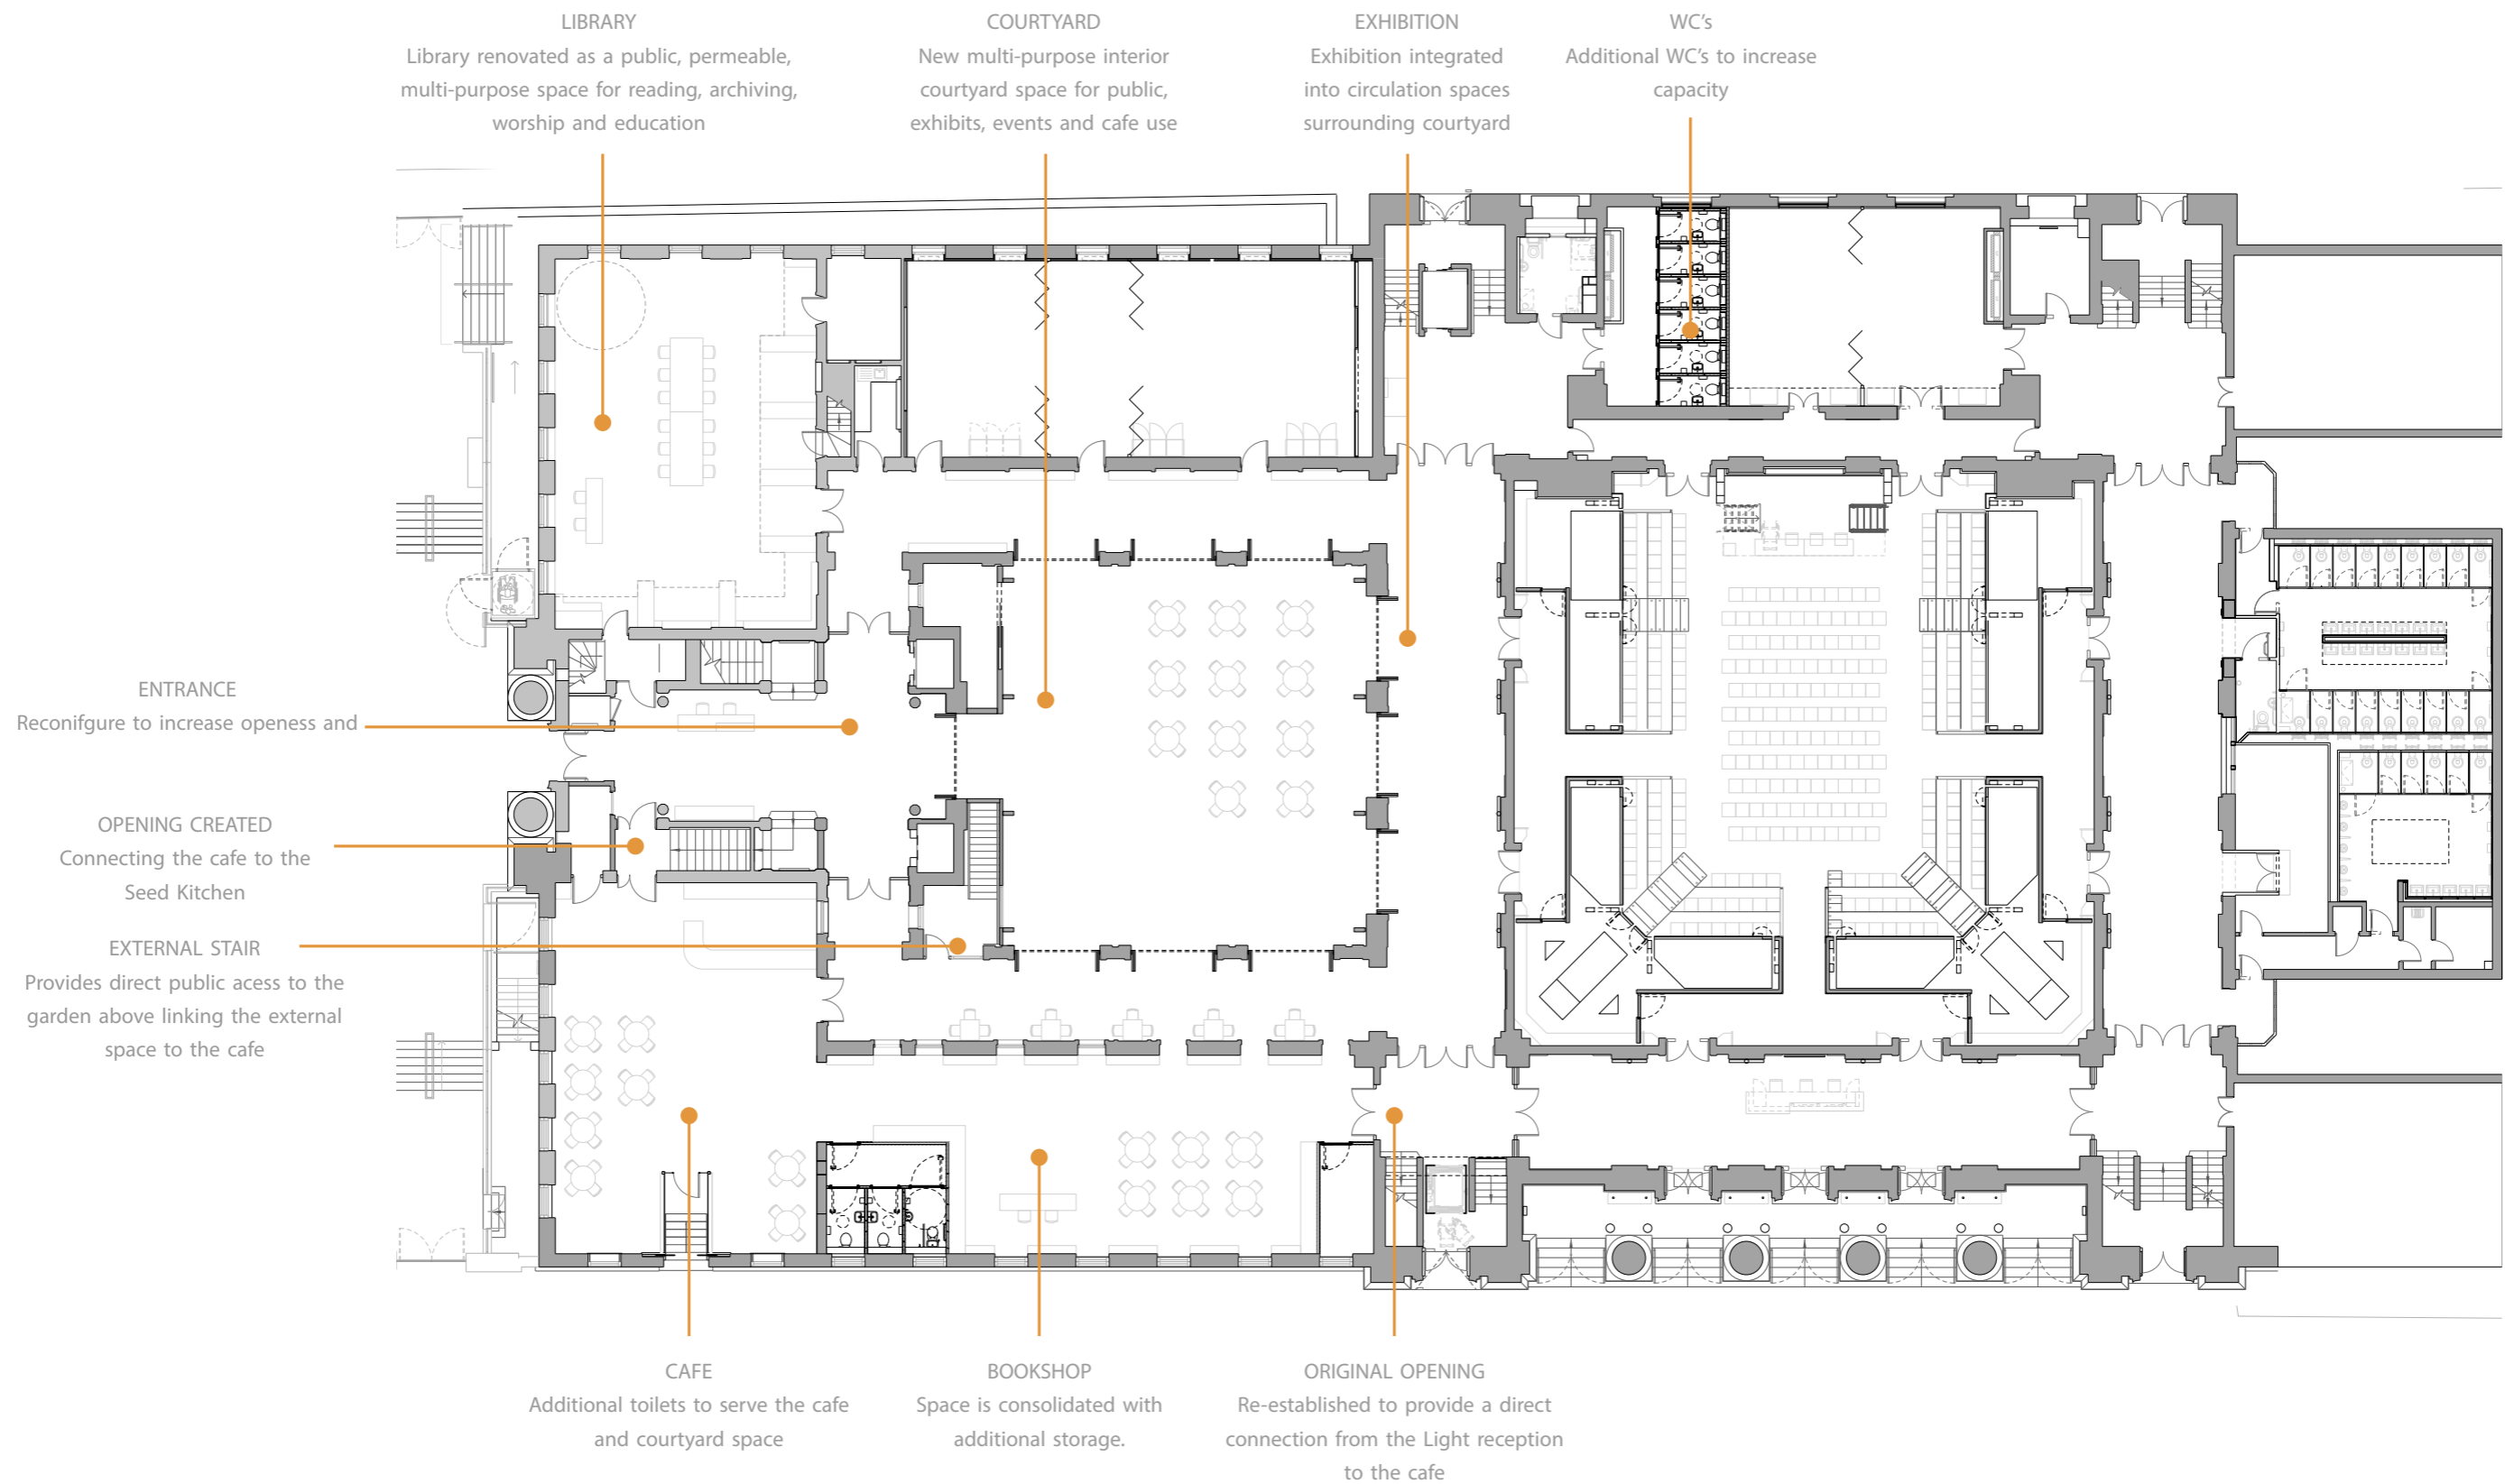 LIBRARY
Library renovated as a public, permeable,
multi-purpose space for reading, archiving,
worship and education
COURTYARD
New multi-purpose interior
courtyard space for public,
exhibits, events and cafe use
EXHIBITION
Exhibition integrated
into circulation spaces
surrounding courtyard
WC's
Additional WC's to increase
capacity
ENTRANCE
Reconifgure to increase openess and
OPENING CREATED
Connecting the cafe to the
Seed Kitchen
EXTERNAL STAIR
Provides direct public acess to the
garden above linking the external
space to the cafe
CAFE
Additional toilets to serve the cafe
and courtyard space
BOOKSHOP
Space is consolidated with
additional storage.
ORIGINAL OPENING
Re-established to provide a direct
connection from the Light reception
to the cafe